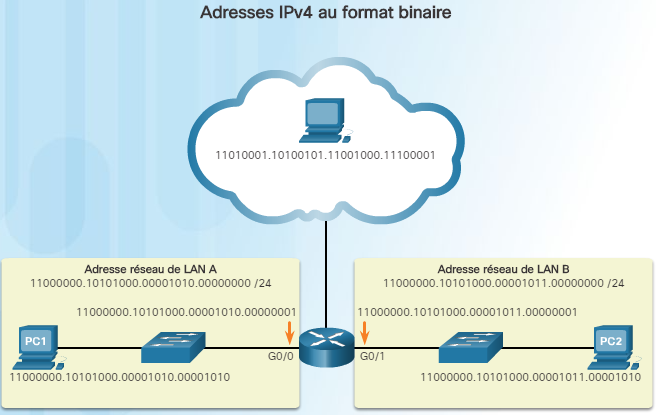 Adresses IPv4 au format binaire
11010001.10100101.11001000.11100001
Adresse réseau de LAN A
11000000.10101000.00001010.00000000 /24
11000000.10101000.00001010.00000001
PC1
G0/0
11000000.10101000.00001010.00001010
Adresse réseau de LAN B
11000000.10101000.00001011.00000000 /24
11000000.10101000.00001011.00000001
G0/1
PC2
11000000.10101000.00001011.00001010